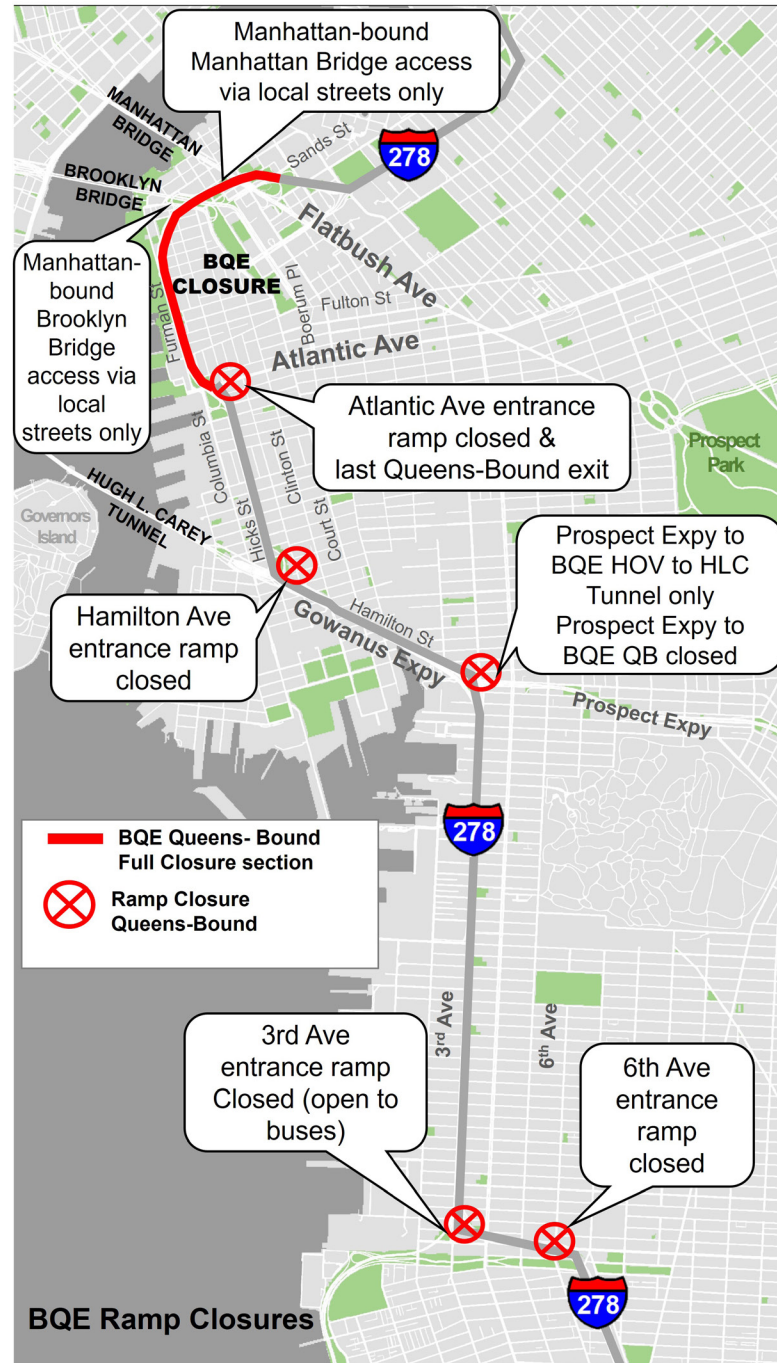 Manhattan-bound
Manhattan Bridge access
via local streets only
MANHATTAN
BRIDGE
Sands St
278
BROOKLYN
BRIDGE
Flatbush Ave
Manhattan-
bound
Brooklyn
Bridge
access via
local
streets only
BQE
CLOSURE
Boerum Pl
Fulton St
Furman St
Atlantic Ave
Atlantic Ave entrance
ramp closed &
last Queens-Bound exit
Prospect
Park
Columbia St
Clinton St
Court St
Hicks St
HUGH L. CAREY
TUNNEL
Governors
Island
Prospect Expy to
BQE HOV to HLC
Tunnel only
Prospect Expy to
BQE QB closed
Hamilton Ave
entrance ramp
closed
Hamilton St
Gowanus Expy
Prospect Expy
278
BQE Queens- Bound
Full Closure section
Ramp Closure
Queens-Bound
3rd Ave
6th Ave
3rd Ave
entrance ramp
Closed (open to
buses)
6th Ave
entrance
ramp
closed
278
BQE Ramp Closures